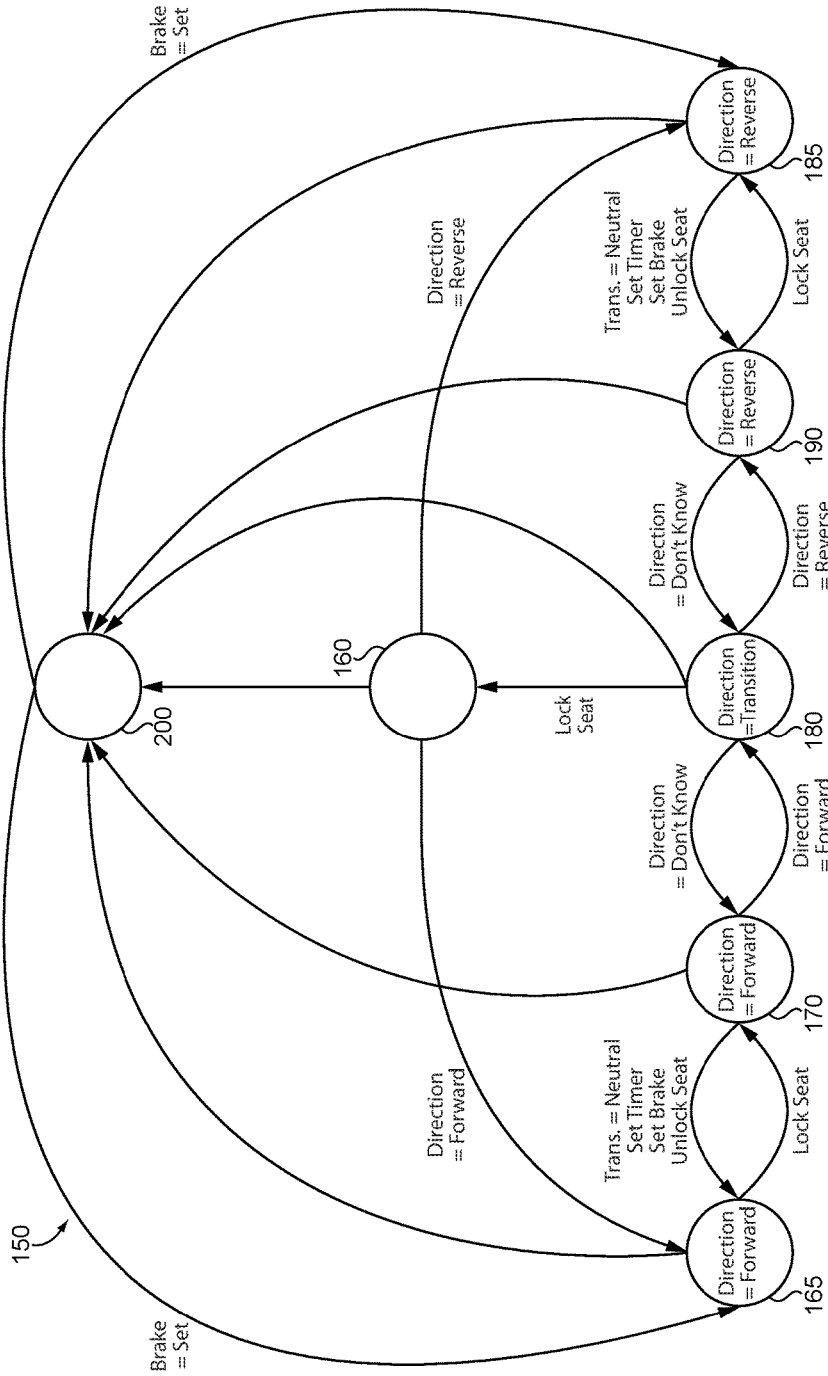 150
Brake
= Set
Brake
= Set
200
160
Direction
= Forward
Direction
= Reverse
Lock
Seat
Trans. = Neutral
Set Timer
Set Brake
Unlock Seat
Direction
= Don't Know
Direction
= Don't Know
Trans. = Neutral
Set Timer
Set Brake
Unlock Seat
Direction
= Forward
Direction
= Forward
Direction
=Transition
Direction
= Reverse
Direction
= Reverse
165
Lock Seat
170
Direction
= Forward
180
Direction
= Reverse
190
Lock Seat
185